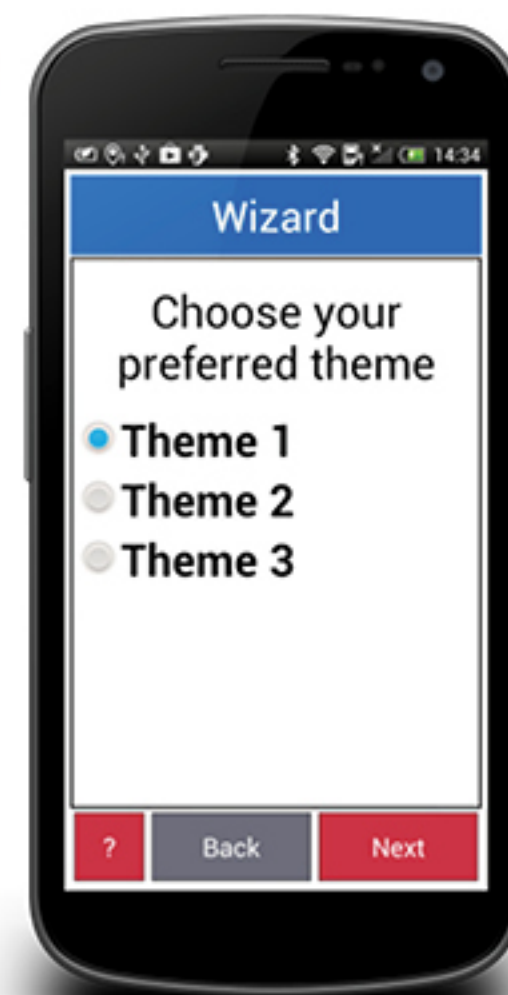 14:34
Wizard
Choose your
preferred theme
Theme 1
Theme 2
Theme 3
? Back Next